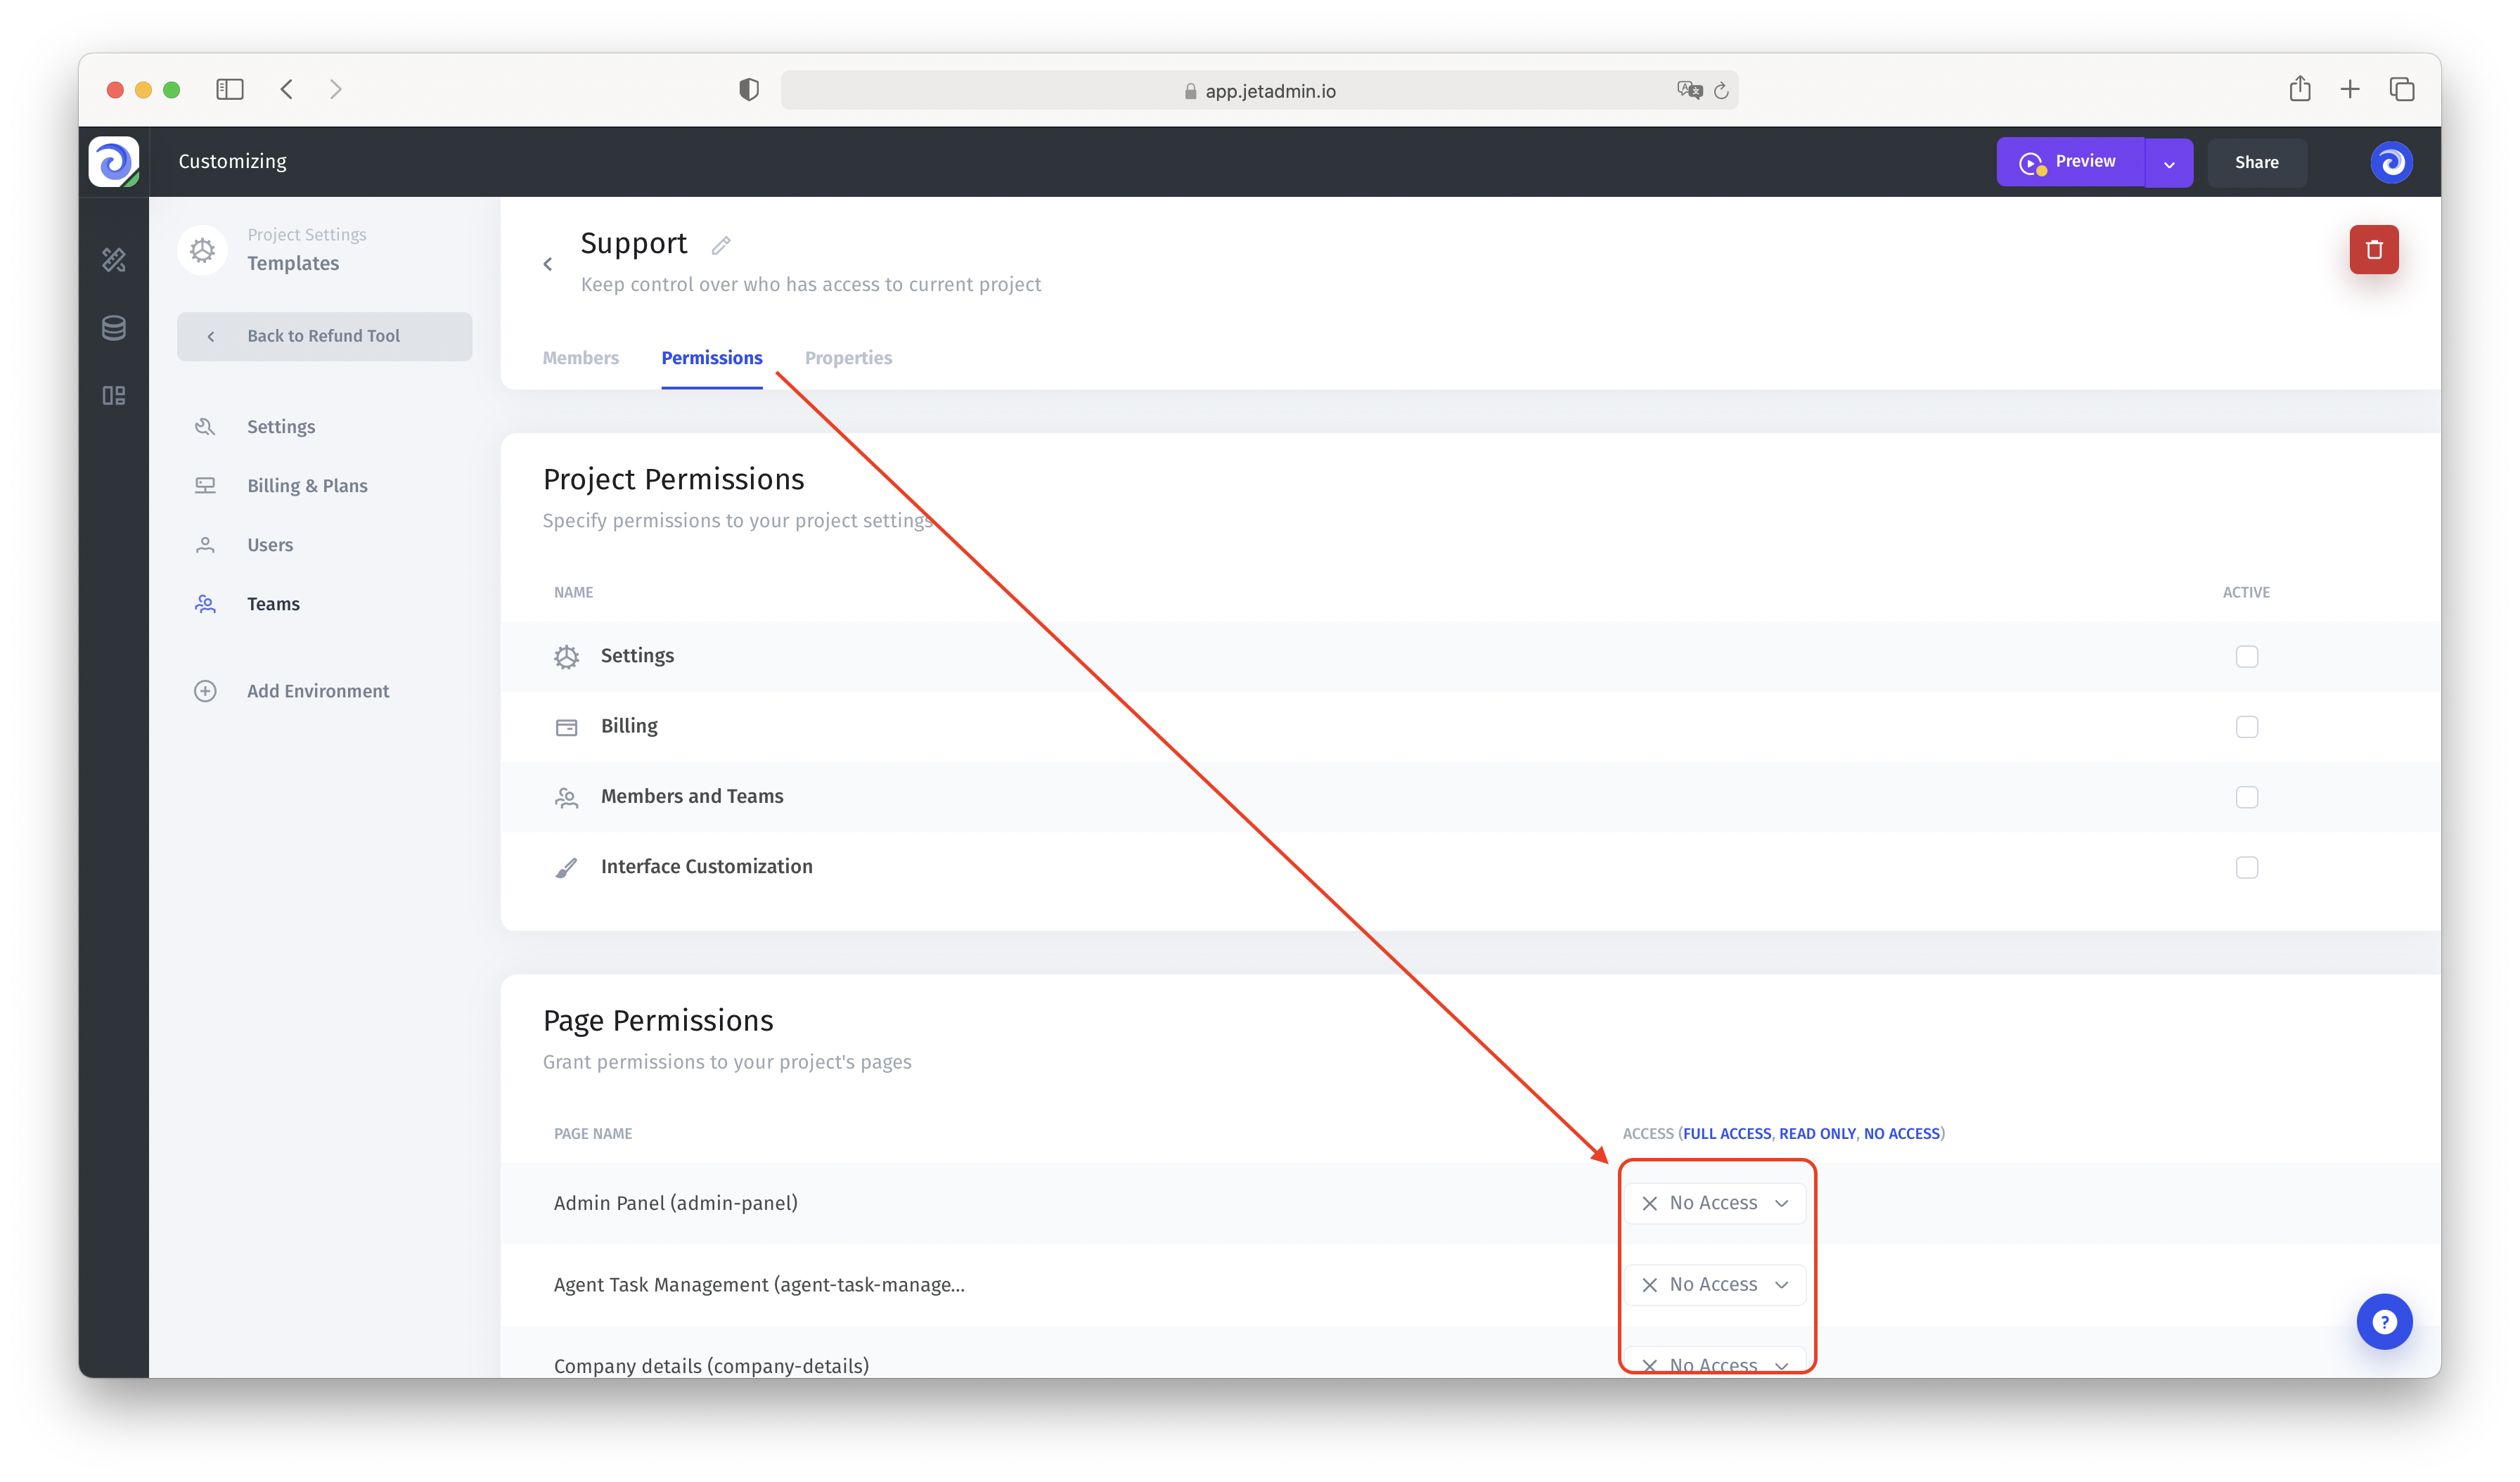 app.jetadmin.io
Customizing
Preview
Share
Project Settings
Templates
Back to Refund Tool
Settings
Billing & Plans
Users
Teams
Add Environment
Support
Keep control over who has access to current project
Members Permissions Properties
Project Permissions
Specify permissions to your project settings
NAME ACTIVE
Settings
Billing
Members and Teams
Interface Customization
Page Permissions
Grant permissions to your project's pages
PAGE NAME ACCESS (FULL ACCESS, READ ONLY, NO ACCESS)
Admin Panel (admin-panel) No Access
Agent Task Management (agent-task-manage... No Access
Company details (company-details) No Access
?